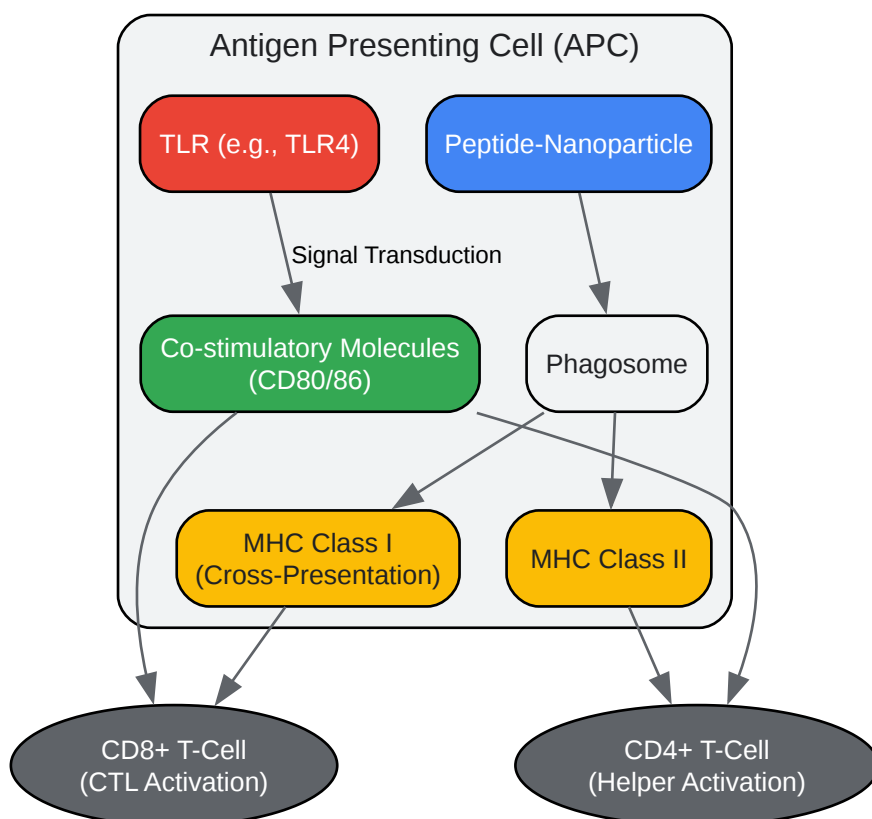 Antigen Presenting Cell (APC)
TLR (e.g., TLR4)
Peptide-Nanoparticle
Signal Transduction
Co-stimulatory Molecules
(CD80/86)
Phagosome
MHC Class I
(Cross-Presentation)
MHC Class II
CD8+ T-Cell
(CTL Activation)
CD4+ T-Cell
(Helper Activation)